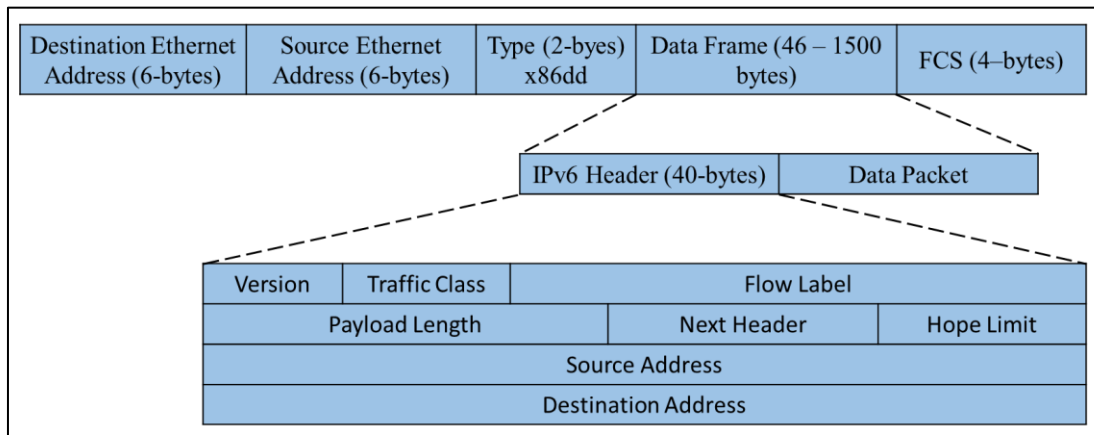 Destination Ethernet
Address (6-bytes)
Source Ethernet
Address (6-bytes)
Type (2-byes)
x86dd
Data Frame (46 – 1500
bytes)
FCS (4–bytes)
IPv6 Header (40-bytes)
Data Packet
Version
Traffic Class
Flow Label
Payload Length
Next Header
Hope Limit
Source Address
Destination Address